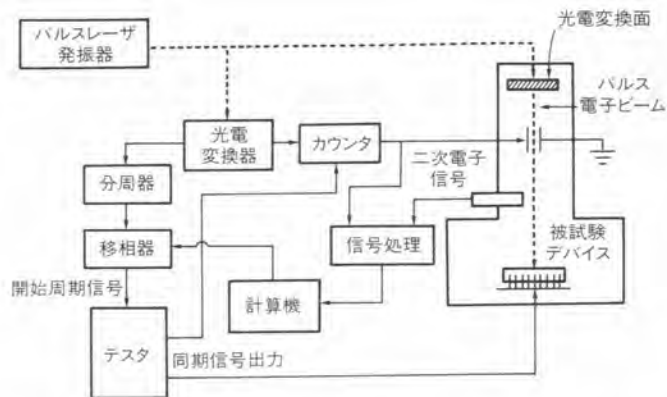 パルスレーザ
発振器
光電変換面
パルス
電子ビーム
光電
変換器
カウンタ
二次電子
信号
分周器
移相器
信号処理
被試験
デバイス
開始周期信号
計算機
テスタ
同期信号出力